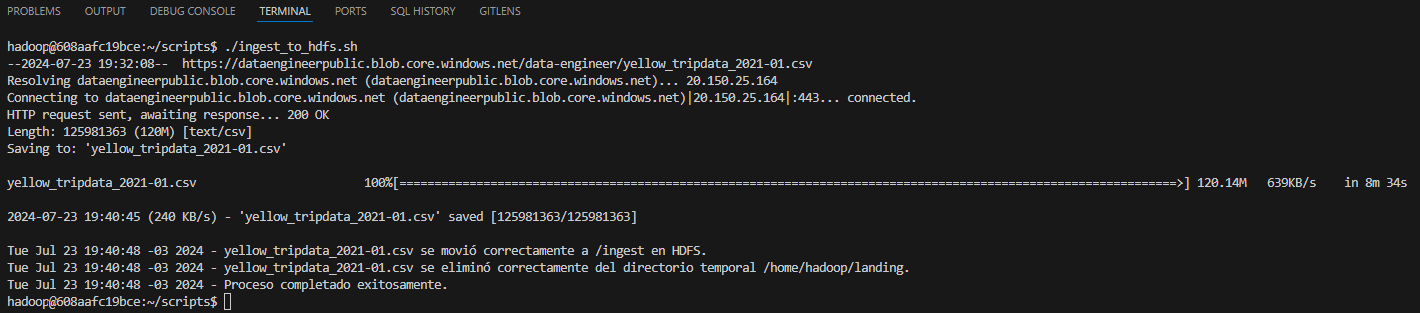 PROBLEMS OUTPUT DEBUG CONSOLE TERMINAL PORTS SQL HISTORY GITLENS
hadoop@608aafc19bce:~/scripts$ ./ingest_to_hdfs.sh
--2024-07-23 19:32:08--  https://dataengineerpublic.blob.core.windows.net/data-engineer/yellow_tripdata_2021-01.csv
Resolving dataengineerpublic.blob.core.windows.net (dataengineerpublic.blob.core.windows.net)... 20.150.25.164
Connecting to dataengineerpublic.blob.core.windows.net (dataengineerpublic.blob.core.windows.net)|20.150.25.164|:443... connected.
HTTP request sent, awaiting response... 200 OK
Length: 125981363 (120M) [text/csv]
Saving to: 'yellow_tripdata_2021-01.csv'
yellow_tripdata_2021-01.csv 100%[==============================================================================================================>] 120.14M 639KB/s in 8m 34s
2024-07-23 19:40:45 (240 KB/s) - 'yellow_tripdata_2021-01.csv' saved [125981363/125981363]
Tue Jul 23 19:40:48 -03 2024 - yellow_tripdata_2021-01.csv se movió correctamente a /ingest en HDFS.
Tue Jul 23 19:40:48 -03 2024 - yellow_tripdata_2021-01.csv se eliminó correctamente del directorio temporal /home/hadoop/landing.
Tue Jul 23 19:40:48 -03 2024 - Proceso completado exitosamente.
hadoop@608aafc19bce:~/scripts$